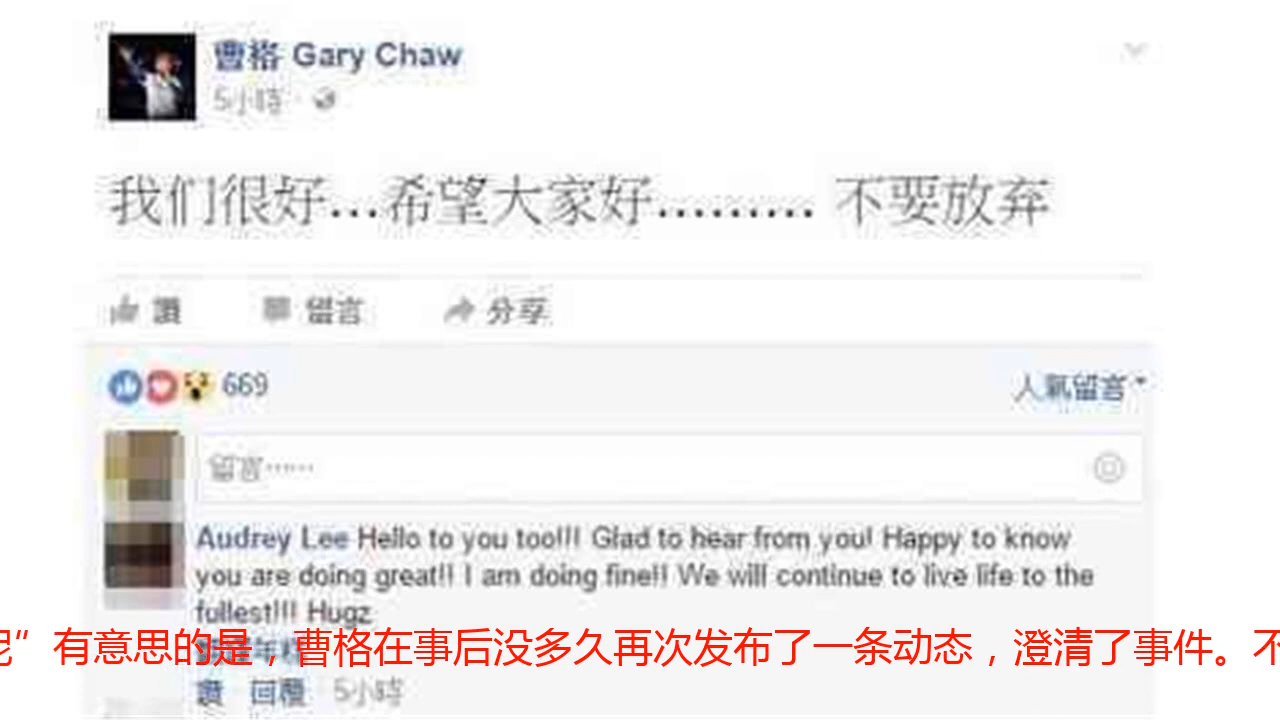 曹格 Gary Chaw
5小時
我们很好...希望大家好......... 不要放弃
讚 留言 分享
669 人氣留言
留言……
Audrey Lee Hello to you too!!! Glad to hear from you! Happy to know
you are doing great!! I am doing fine!! We will continue to live life to the
fullest!!! Hugz
”有意思的是，曹格在事后没多久再次发布了一条动态，澄清了事件。
讚 回覆 5小時